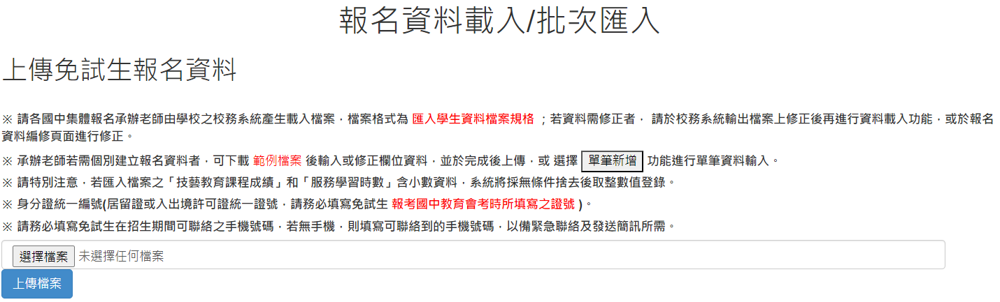 報名資料載入/批次匯入
上傳免試生報名資料
※ 請各國中集體報名承辦老師由學校之校務系統產生載入檔案，檔案格式為 匯入學生資料檔案規格 ；若資料需修正者， 請於校務系統輸出檔案上修正後再進行資料載入功能，或於報名
資料編修頁面進行修正。
※ 承辦老師若需個別建立報名資料者，可下載 範例檔案 後輸入或修正欄位資料，並於完成後上傳，或 選擇 單筆新增 功能進行單筆資料輸入。
※ 請特別注意，若匯入檔案之「技藝教育課程成績」和「服務學習時數」含小數資料，系統將採無條件捨去後取整數值登錄。
※ 身分證統一編號(居留證或入出境許可證統一證號，請務必填寫免試生 報考國中教育會考時所填寫之證號 )。
※ 請務必填寫免試生在招生期間可聯絡之手機號碼，若無手機，則填寫可聯絡到的手機號碼，以備緊急聯絡及發送簡訊所需。
選擇檔案 未選擇任何檔案
上傳檔案